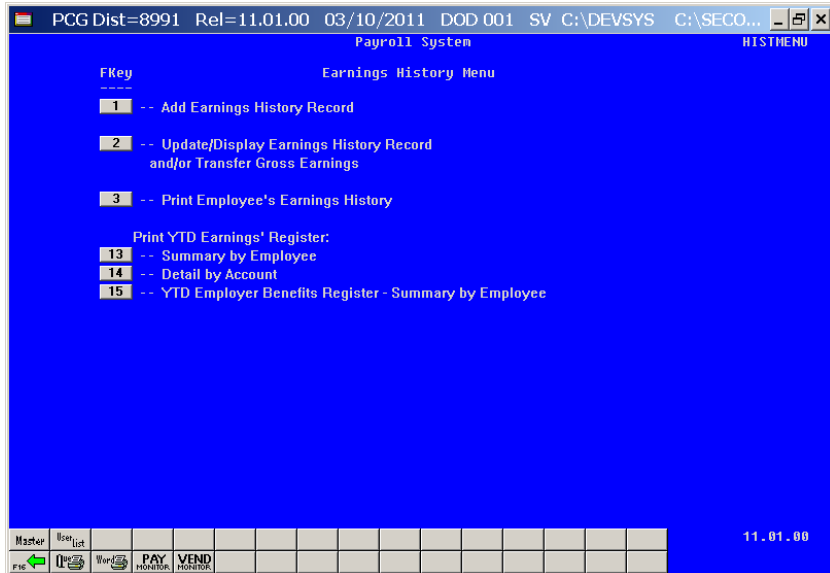 PCG Dist=8991 Rel=11.01.00 03/10/2011 DOD 001 SV C:\DEVSYS C:\SECO...
Payroll System HISTMENU
FKey Earnings History Menu
----
1 -- Add Earnings History Record
2 -- Update/Display Earnings History Record
and/or Transfer Gross Earnings
3 -- Print Employee's Earnings History
Print YTD Earnings' Register:
13 -- Summary by Employee
14 -- Detail by Account
15 -- YTD Employer Benefits Register - Summary by Employee
Master User list 11.01.00
F16 Que Word PAY MONITOR VEND MONITOR